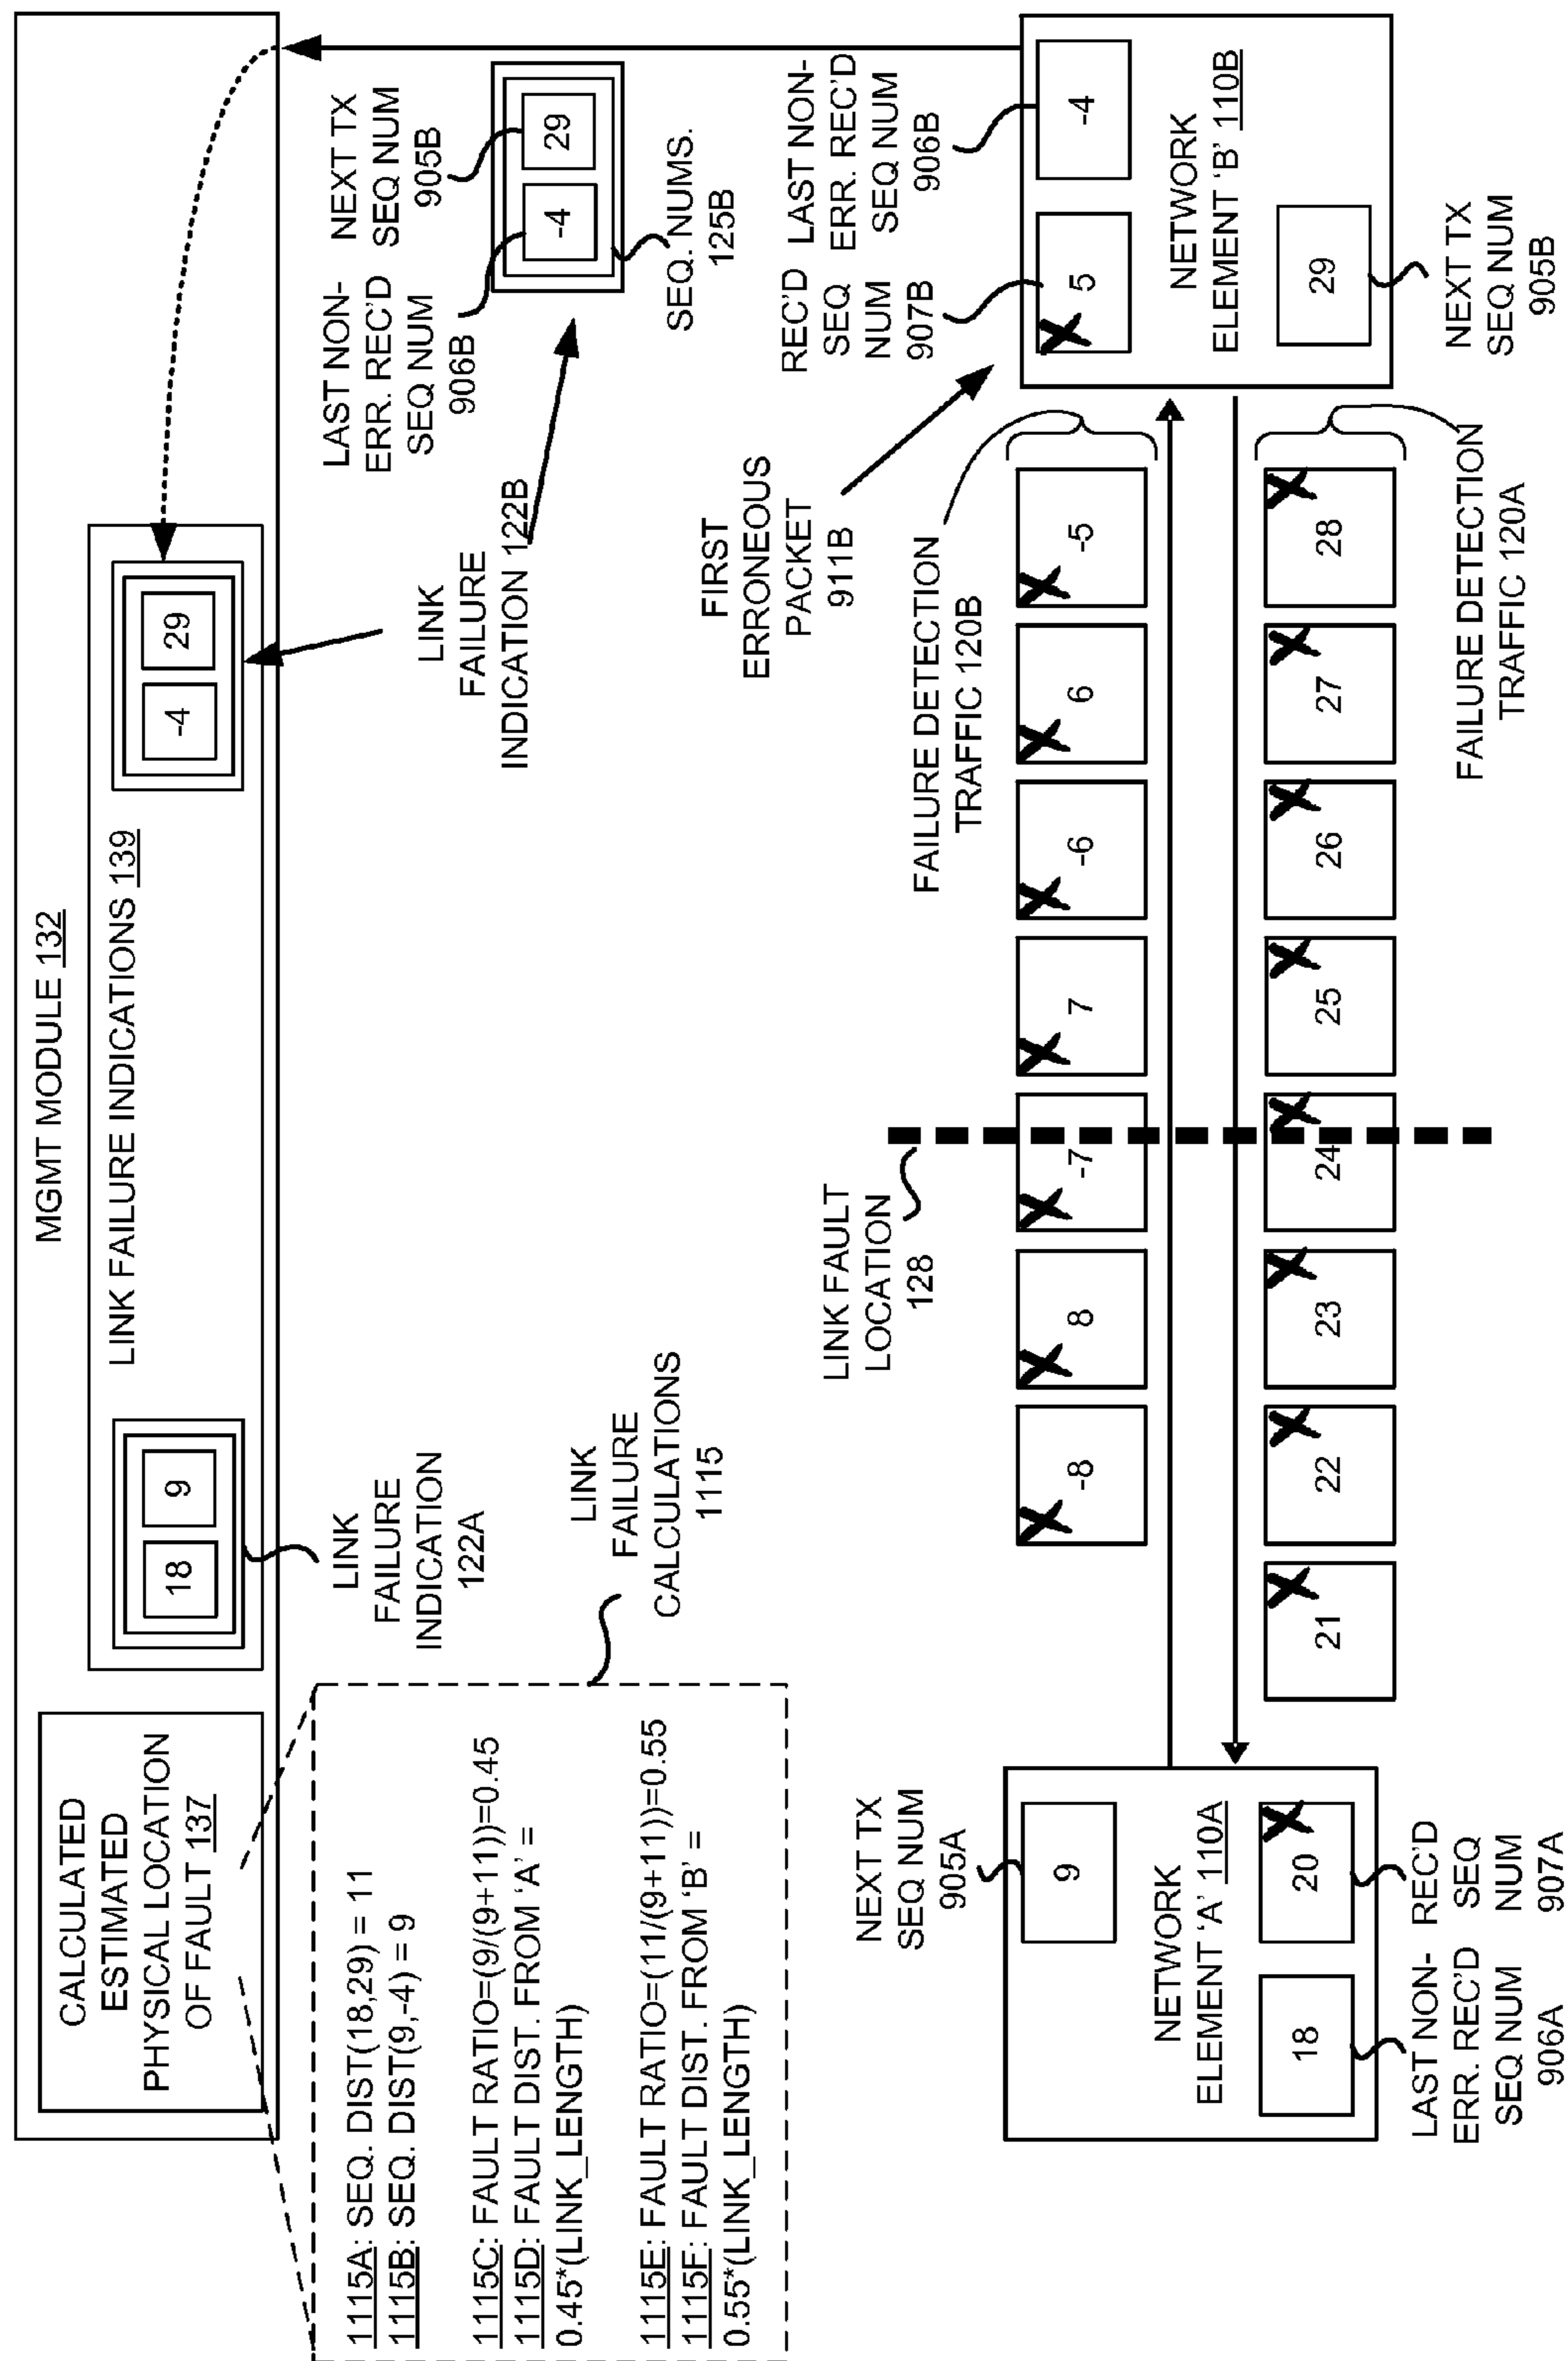 MGMT MODULE 132
CALCULATED
ESTIMATED
PHYSICAL LOCATION
OF FAULT 137
LINK FAILURE INDICATIONS 139
18
9
-4
29
LINK
FAILURE
INDICATION
122A
LINK
FAILURE
INDICATION 122B
LAST NON-
ERR. REC'D
SEQ NUM
906B
NEXT TX
SEQ NUM
905B
-4
29
SEQ. NUMS.
125B
LINK
FAILURE
CALCULATIONS
1115
1115A: SEQ. DIST(18,29) = 11
1115B: SEQ. DIST(9,-4) = 9
1115C: FAULT RATIO=(9/(9+11))=0.45
1115D: FAULT DIST. FROM ‘A’ =
0.45*(LINK_LENGTH)
1115E: FAULT RATIO=(11/(9+11))=0.55
1115F: FAULT DIST. FROM ‘B’ =
0.55*(LINK_LENGTH)
FIRST
ERRONEOUS
PACKET
911B
REC'D
SEQ
NUM
907B
LAST NON-
ERR. REC'D
SEQ NUM
906B
LINK FAULT
LOCATION
128
FAILURE DETECTION
TRAFFIC 120B
NEXT TX
SEQ NUM
905A
9
NETWORK
ELEMENT ‘A’ 110A
18
20
LAST NON-
ERR. REC'D
SEQ NUM
906A
REC'D
SEQ
NUM
907A
-8
8
-7
7
-6
6
-5
21
22
23
24
25
26
27
28
5
-4
NETWORK
ELEMENT ‘B’ 110B
29
NEXT TX
SEQ NUM
905B
FAILURE DETECTION
TRAFFIC 120A